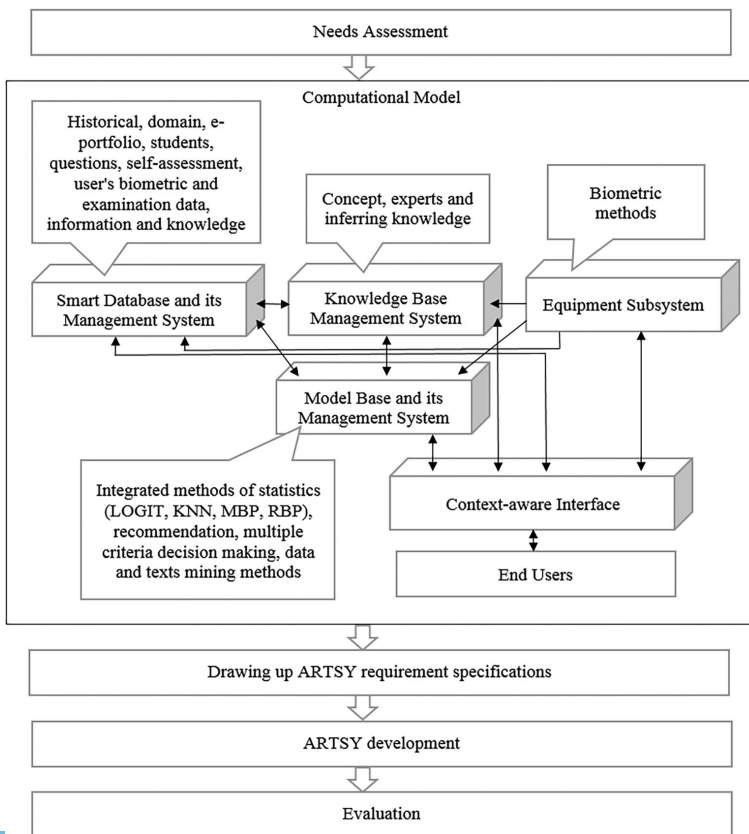 Needs Assessment
Computational Model
Historical, domain, e-
portfolio, students,
questions, self-assessment,
user's biometric and
examination data,
information and knowledge
Concept, experts and
inferring knowledge
Biometric
methods
Smart Database and its
Management System
Knowledge Base
Management System
Equipment Subsystem
Model Base and its
Management System
Integrated methods of statistics
(LOGIT, KNN, MBP, RBP),
recommendation, multiple
criteria decision making, data
and texts mining methods
Context-aware Interface
End Users
Drawing up ARTSY requirement specifications
ARTSY development
Evaluation